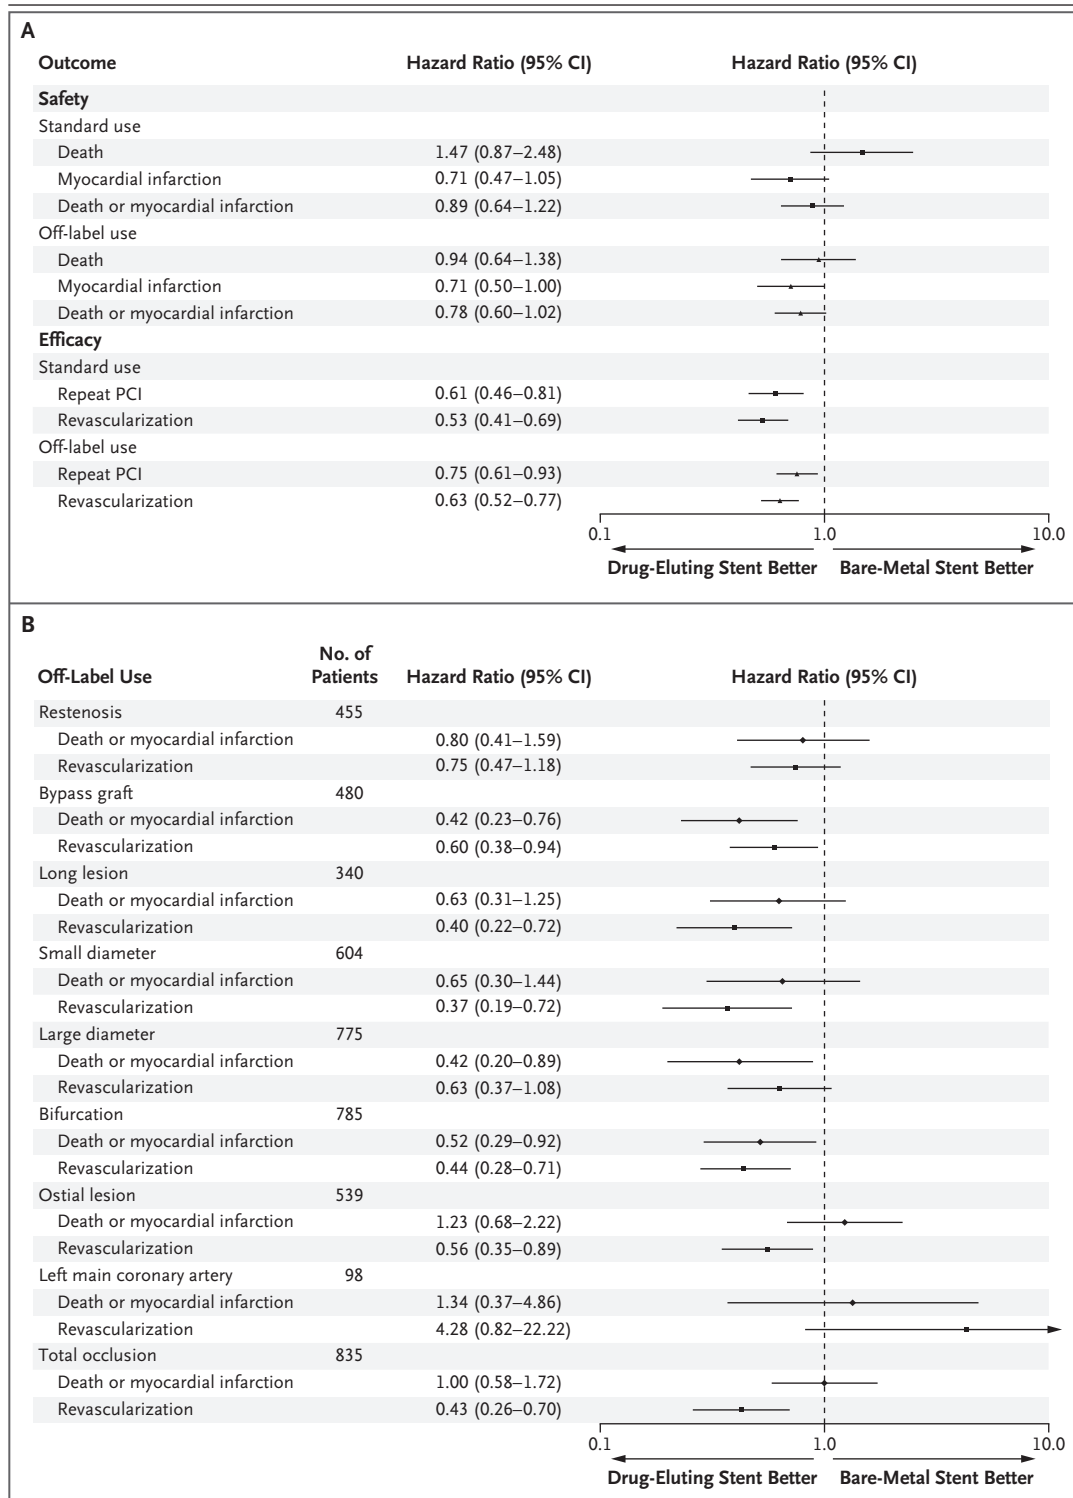 A
Outcome Hazard Ratio (95% CI) Hazard Ratio (95% CI)
Safety
Standard use
Death 1.47 (0.87–2.48)
Myocardial infarction 0.71 (0.47–1.05)
Death or myocardial infarction 0.89 (0.64–1.22)
Off-label use
Death 0.94 (0.64–1.38)
Myocardial infarction 0.71 (0.50–1.00)
Death or myocardial infarction 0.78 (0.60–1.02)
Efficacy
Standard use
Repeat PCI 0.61 (0.46–0.81)
Revascularization 0.53 (0.41–0.69)
Off-label use
Repeat PCI 0.75 (0.61–0.93)
Revascularization 0.63 (0.52–0.77)
0.1 1.0 10.0
Drug-Eluting Stent Better Bare-Metal Stent Better
B
No. of
Off-Label Use Patients Hazard Ratio (95% CI) Hazard Ratio (95% CI)
Restenosis 455
Death or myocardial infarction 0.80 (0.41–1.59)
Revascularization 0.75 (0.47–1.18)
Bypass graft 480
Death or myocardial infarction 0.42 (0.23–0.76)
Revascularization 0.60 (0.38–0.94)
Long lesion 340
Death or myocardial infarction 0.63 (0.31–1.25)
Revascularization 0.40 (0.22–0.72)
Small diameter 604
Death or myocardial infarction 0.65 (0.30–1.44)
Revascularization 0.37 (0.19–0.72)
Large diameter 775
Death or myocardial infarction 0.42 (0.20–0.89)
Revascularization 0.63 (0.37–1.08)
Bifurcation 785
Death or myocardial infarction 0.52 (0.29–0.92)
Revascularization 0.44 (0.28–0.71)
Ostial lesion 539
Death or myocardial infarction 1.23 (0.68–2.22)
Revascularization 0.56 (0.35–0.89)
Left main coronary artery 98
Death or myocardial infarction 1.34 (0.37–4.86)
Revascularization 4.28 (0.82–22.22)
Total occlusion 835
Death or myocardial infarction 1.00 (0.58–1.72)
Revascularization 0.43 (0.26–0.70)
0.1 1.0 10.0
Drug-Eluting Stent Better Bare-Metal Stent Better